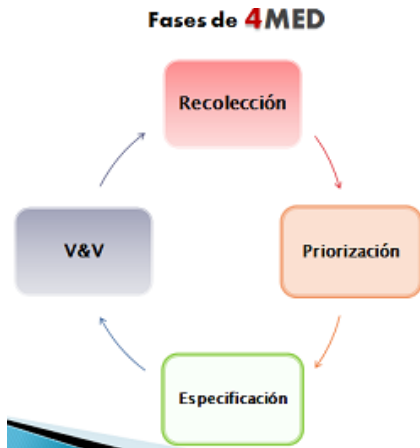 Fases de 4MED
Recolección
Priorización
Especificación
V&V